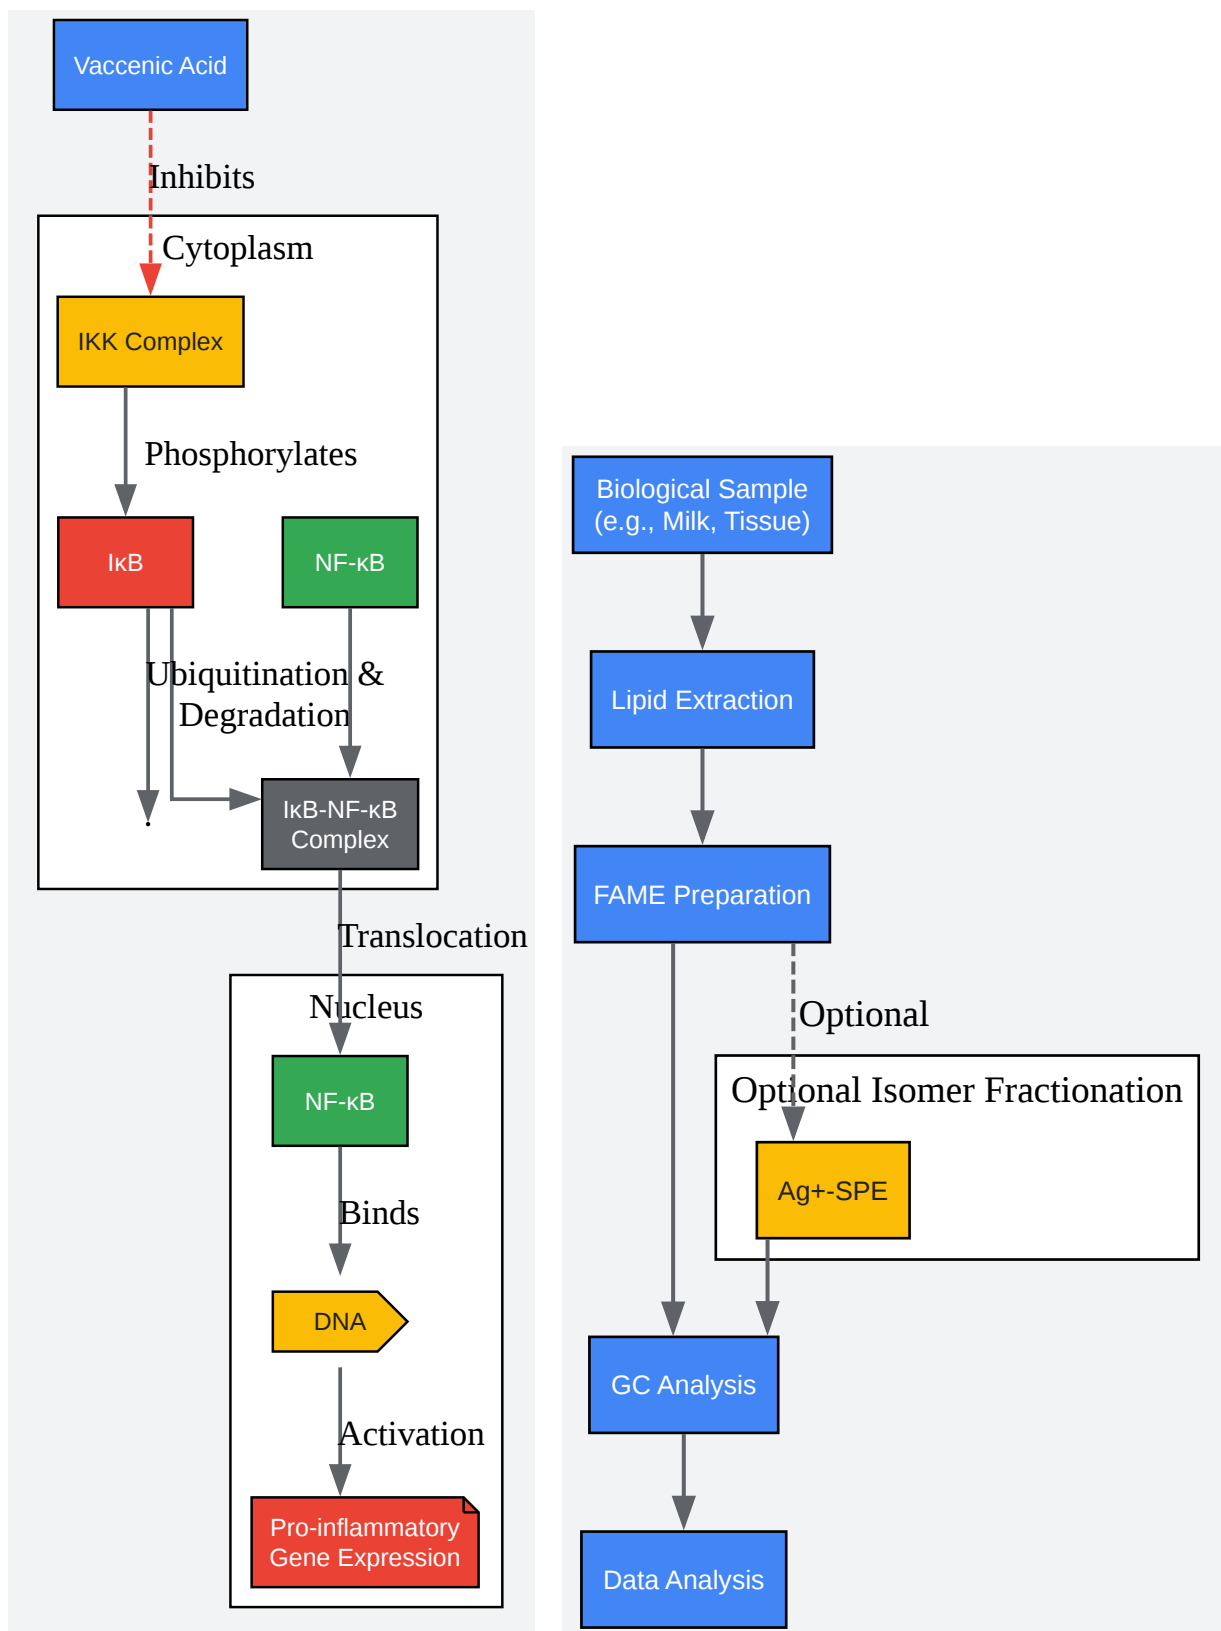 Vaccenic Acid
Inhibits
Cytoplasm
IKK Complex
Phosphorylates
IκB
NF-κB
Ubiquitination &
Degradation
IκB-NF-κB
Complex
Translocation
Nucleus
NF-κB
Binds
DNA
Activation
Pro-inflammatory
Gene Expression
Biological Sample
(e.g., Milk, Tissue)
Lipid Extraction
FAME Preparation
Optional
Optional Isomer Fractionation
Ag+-SPE
GC Analysis
Data Analysis